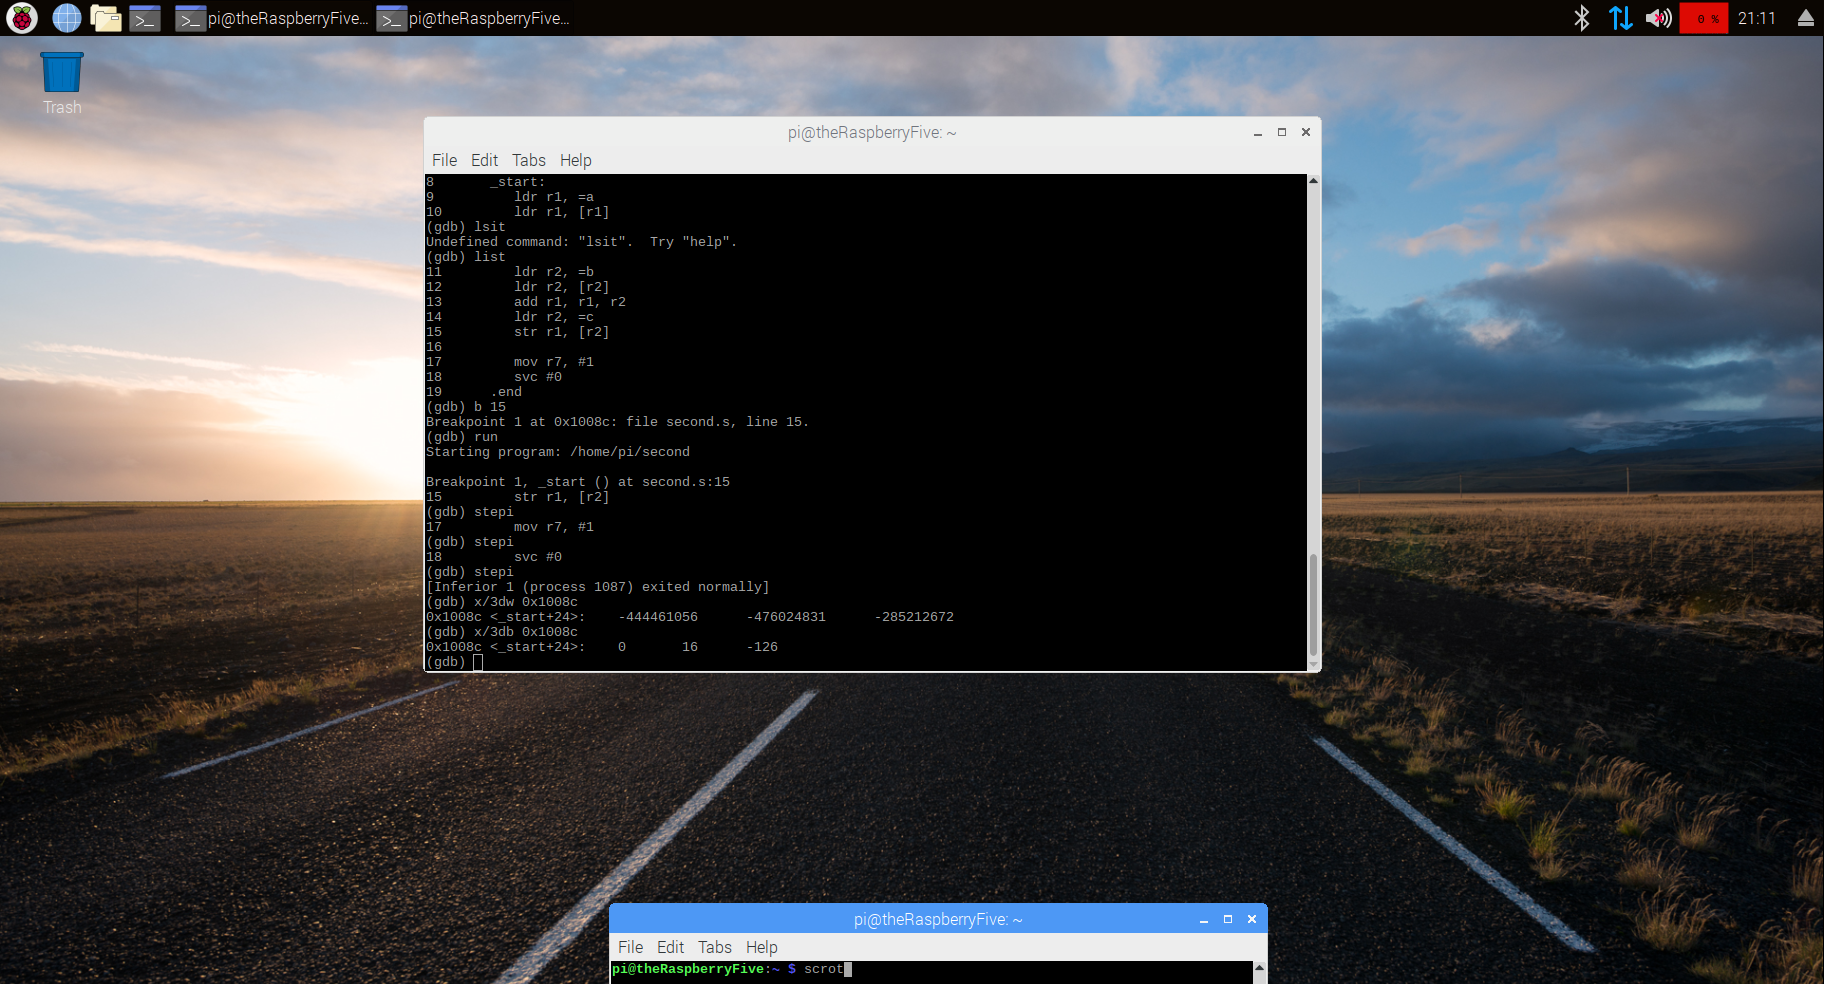 pi@theRaspberryFive... pi@theRaspberryFive... 0 % 21:11
Trash
pi@theRaspberryFive: ~
File Edit Tabs Help
8       _start:
9          ldr r1, =a
10         ldr r1, [r1]
(gdb) lsit
Undefined command: "lsit".  Try "help".
(gdb) list
11         ldr r2, =b
12         ldr r2, [r2]
13         add r1, r1, r2
14         ldr r2, =c
15         str r1, [r2]
16
17         mov r7, #1
18         svc #0
19      .end
(gdb) b 15
Breakpoint 1 at 0x1008c: file second.s, line 15.
(gdb) run
Starting program: /home/pi/second
Breakpoint 1, _start () at second.s:15
15         str r1, [r2]
(gdb) stepi
17         mov r7, #1
(gdb) stepi
18         svc #0
(gdb) stepi
[Inferior 1 (process 1087) exited normally]
(gdb) x/3dw 0x1008c
0x1008c <_start+24>:    -444461056      -476024831      -285212672
(gdb) x/3db 0x1008c
0x1008c <_start+24>:    0       16      -126
(gdb)
pi@theRaspberryFive: ~
File Edit Tabs Help
pi@theRaspberryFive:~ $ scrot